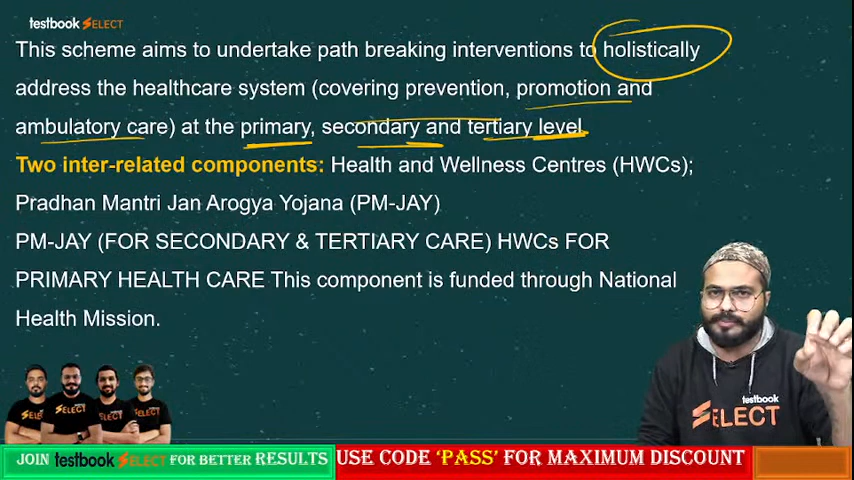 testbook SELECT
This scheme aims to undertake path breaking interventions to holistically
address the healthcare system (covering prevention, promotion and
ambulatory care) at the primary, secondary and tertiary level.
Two inter-related components: Health and Wellness Centres (HWCs);
Pradhan Mantri Jan Arogya Yojana (PM-JAY)
PM-JAY (FOR SECONDARY & TERTIARY CARE) HWCs FOR
PRIMARY HEALTH CARE This component is funded through National
Health Mission.
testbook
SELECT
SELECT
SELECT
SELECT
SELECT
JOIN testbook SELECT FOR BETTER RESULTS
USE CODE 'PASS' FOR MAXIMUM DISCOUNT